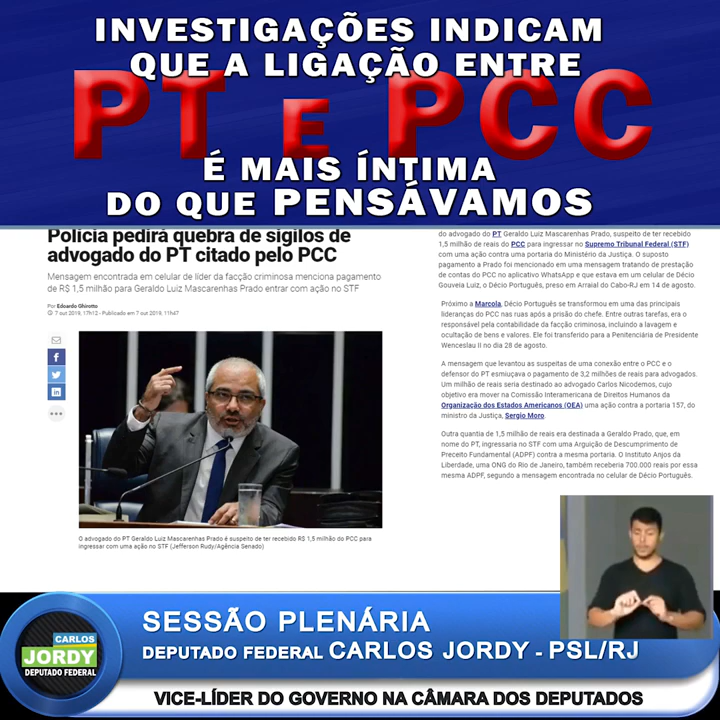 INVESTIGAÇÕES INDICAM
QUE A LIGAÇÃO ENTRE
PT E PCC
É MAIS ÍNTIMA
DO QUE PENSÁVAMOS
Polícia pedirá quebra de sigilos de
advogado do PT citado pelo PCC
Mensagem encontrada em celular de líder da facção criminosa menciona pagamento
de R$ 1,5 milhão para Geraldo Luiz Mascarenhas Prado entrar com ação no STF
Por Edoardo Ghirotto
7 out 2019, 17h12 - Publicado em 7 out 2019, 11h47
O advogado do PT Geraldo Luiz Mascarenhas Prado é suspeito de ter recebido R$ 1,5 milhão do PCC para
ingressar com uma ação no STF (Jefferson Rudy/Agência Senado)
do advogado do PT Geraldo Luiz Mascarenhas Prado, suspeito de ter recebido
1,5 milhão de reais do PCC para ingressar no Supremo Tribunal Federal (STF)
com uma ação contra uma portaria do Ministério da Justiça. O suposto
pagamento a Prado foi mencionado em uma mensagem tratando de prestação
de contas do PCC no aplicativo WhatsApp e que estava em um celular de Décio
Gouveia Luiz, o Décio Português, preso em Arraial do Cabo-RJ em 14 de agosto.
Próximo a Marcola, Décio Português se transformou em uma das principais
lideranças do PCC nas ruas após a prisão do chefe. Entre outras tarefas, era o
responsável pela contabilidade da facção criminosa, incluindo a lavagem e
ocultação de bens e valores. Ele foi transferido para a Penitenciária de Presidente
Wenceslau II no dia 28 de agosto.
A mensagem que levantou as suspeitas de uma conexão entre o PCC e o
defensor do PT esmiuçava o pagamento de 3,2 milhões de reais para advogados.
Um milhão de reais seria destinado ao advogado Carlos Nicodemos, cujo
objetivo era mover na Comissão Interamericana de Direitos Humanos da
Organização dos Estados Americanos (OEA) uma ação contra a portaria 157, do
ministro da Justiça, Sergio Moro.
Outra quantia de 1,5 milhão de reais era destinada a Geraldo Prado, que, em
nome do PT, ingressaria no STF com uma Arguição de Descumprimento de
Preceito Fundamental (ADPF) contra a mesma portaria. O Instituto Anjos da
Liberdade, uma ONG do Rio de Janeiro, também receberia 700.000 reais por essa
mesma ADPF, segundo a mensagem encontrada no celular de Décio Português.
CARLOS
JORDY
DEPUTADO FEDERAL
SESSÃO PLENÁRIA
DEPUTADO FEDERAL CARLOS JORDY - PSL/RJ
VICE-LÍDER DO GOVERNO NA CÂMARA DOS DEPUTADOS